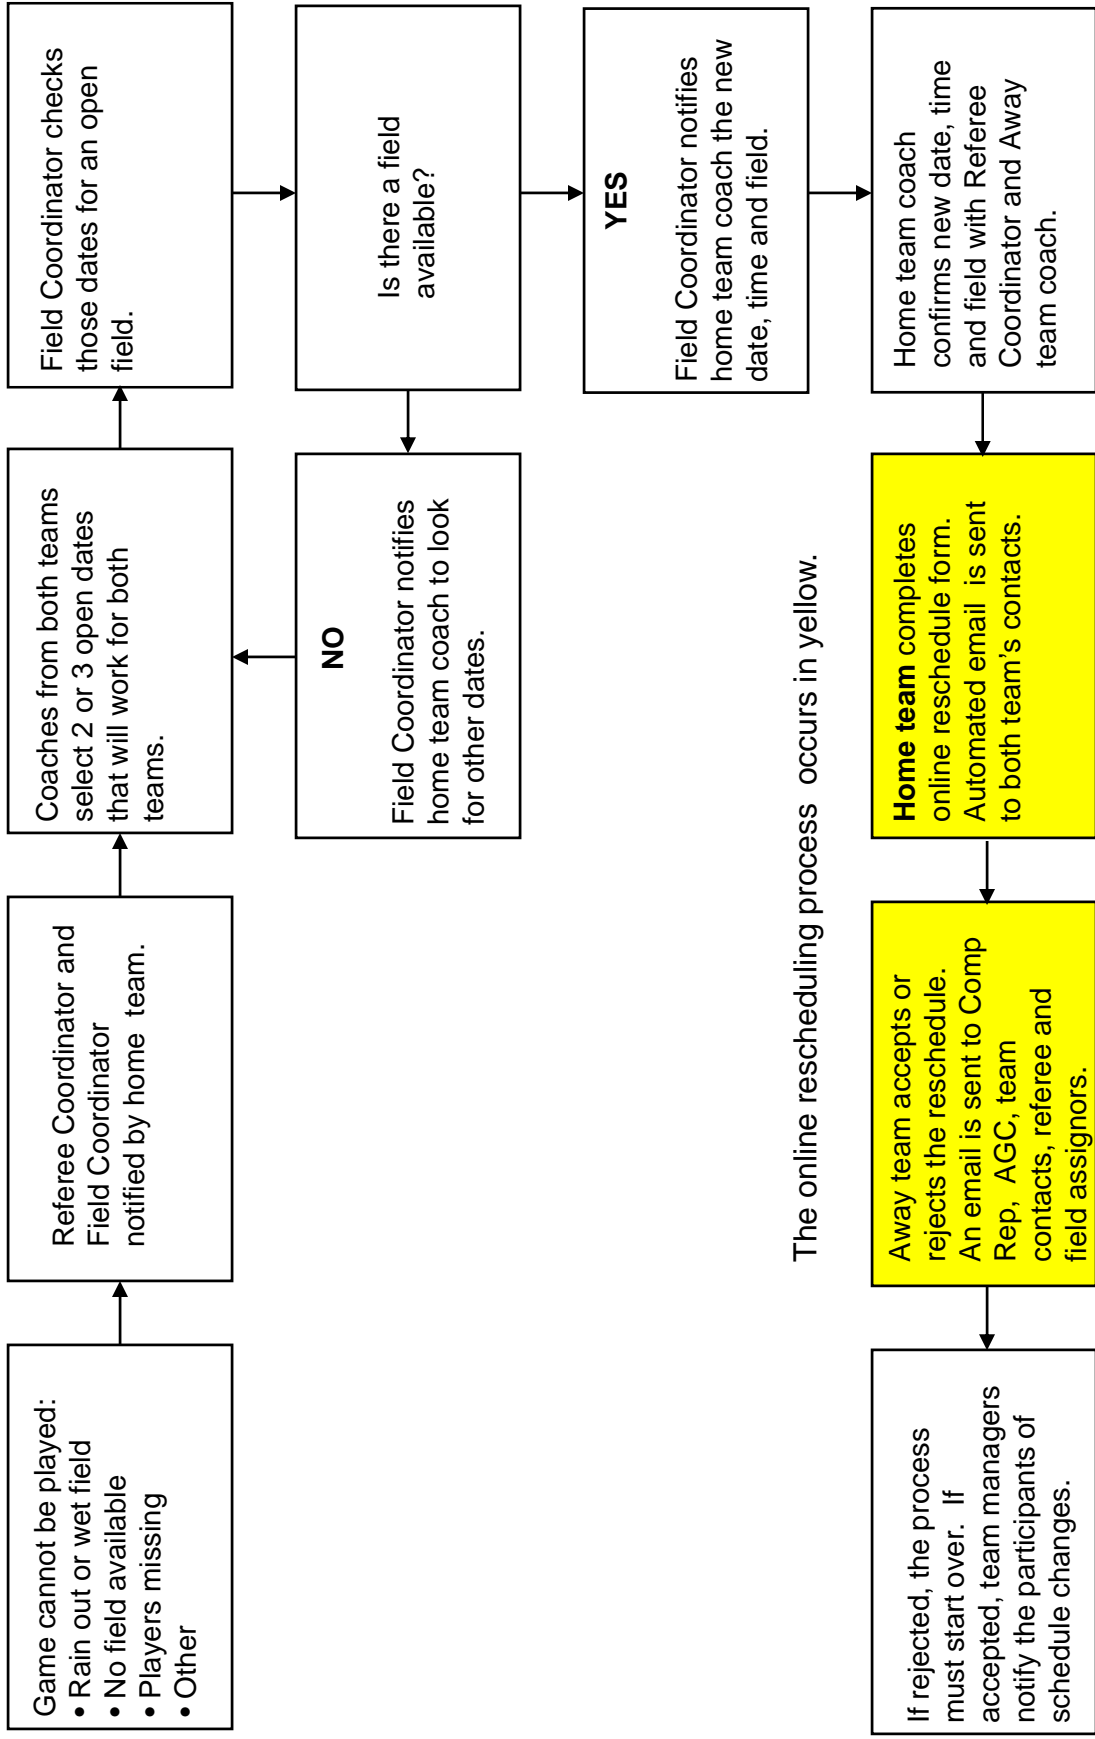 Game cannot be played:
• Rain out or wet field
• No field available
• Players missing
• Other
Referee Coordinator and
Field Coordinator
notified by home  team.
Coaches from both teams
select 2 or 3 open dates
that will work for both
teams.
Field Coordinator checks
those dates for an open
field.
Is there a field
available?
NO
Field Coordinator notifies
home team coach to look
for other dates.
YES
Field Coordinator notifies
home team coach the new
date, time and field.
Home team coach
confirms new date, time
and field with Referee
Coordinator and Away
team coach.
The online rescheduling process  occurs in yellow.
Home team completes
online reschedule form.
Automated email  is sent
to both team’s contacts.
Away team accepts or
rejects the reschedule.
An email is sent to Comp
Rep,  AGC, team
contacts, referee and
field assignors.
If rejected, the process
must start over.  If
accepted, team managers
notify the participants of
schedule changes.